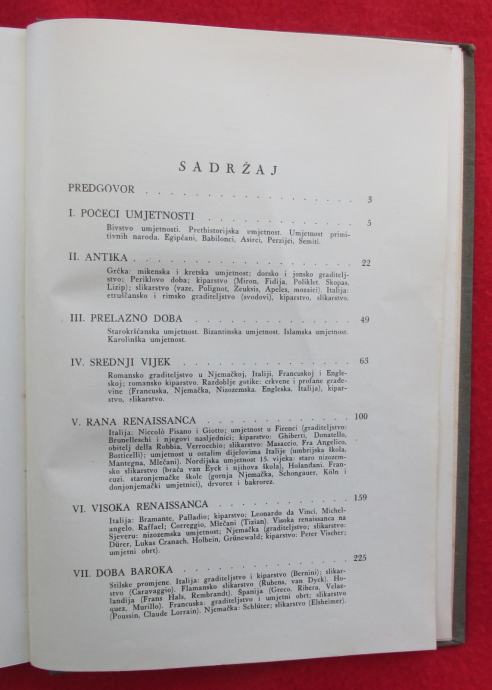 SADRŽAJ
PREDGOVOR . . . . . . . . . . . . . . . . 3
I. POČECI UMJETNOSTI . . . . . . . . . . . 5
Bivstvo umjetnosti. Prethistorijska umjetnost. Umjetnost primi-
tivnih naroda. Egipćani, Babilonci, Asirci, Perzijei, Semiti.
II. ANTIKA . . . . . . . . . . . . . . . . 22
Grčka: mikenska i kretska umjetnost; dorsko i jonsko graditelj-
stvo; Periklovo doba; kiparstvo (Miron, Fidija, Poliklet, Skopas,
Lizip); slikarstvo (vaze, Polignot, Zeuksis, Apeles, mozaici). Italija:
etruščansko i rimsko graditeljstvo (svodovi), kiparstvo, slikarstvo.
III. PRELAZNO DOBA . . . . . . . . . . . . 49
Starokršćanska umjetnost. Bizantinska umjetnost. Islamska umjetnost.
Karolinška umjetnost.
IV. SREDNJI VIJEK . . . . . . . . . . . . . 63
Romansko graditeljstvo u Njemačkoj, Italiji, Francuskoj i Engle-
skoj; romansko kiparstvo. Razdoblje gotike: crkvene i profane građe-
vine (Francuska, Njemačka, Nizozemska, Engleska, Italija), kipar-
stvo, slikarstvo.
V. RANA RENAISSANCA . . . . . . . . . . . 100
Italija: Niccolò Pisano i Giotto; umjetnost u Firenci (graditeljstvo:
Brunelleschi i njegovi nasljednici; kiparstvo: Ghiberti, Donatello,
obitelj della Robbia, Verrocchio; slikarstvo: Masaccio, Fra Angelico,
Botticelli); umjetnost u ostalim dijelovima Italije (umbrijska škola,
Mantegna, Mlečani). Nordijska umjetnost 15. vijeka: staro nizozem-
sko slikarstvo (braća van Eyck i njihova škola), Holanđani. Fran-
cuzi. staronjemačke škole (gornja Njemačka, Schongauer, Köln i
donjonjemački umjetnici), drvorez i bakrorez.
VI. VISOKA RENAISSANCA . . . . . . . . . . 159
Italija: Bramante, Palladio; kiparstvo; Leonardo da Vinci, Michel-
angelo, Raffael; Correggio, Mlečani (Tizian). Visoka renaissanca na
Sjeveru: nizozemska umjetnost; Njemačka (graditeljstvo; slikarstvo:
Dürer, Lukas Cranach, Holbein, Grünewald; kiparstvo: Peter Vischer;
umjetni obrt).
VII. DOBA BAROKA . . . . . . . . . . . . . 225
Stilske promjene. Italija: graditeljstvo i kiparstvo (Bernini); slikar-
stvo (Caravaggio). Flamansko slikarstvo (Rubens, van Dyck). Ho-
landija (Frans Hals, Rembrandt). Španija (Greco. Ribera, Velaz-
quez, Murillo). Francuska: graditeljstvo i umjetni obrt; slikarstvo
(Poussin, Claude Lorrain). Njemačka: Schlüter; slikarstvo (Elsheimer).